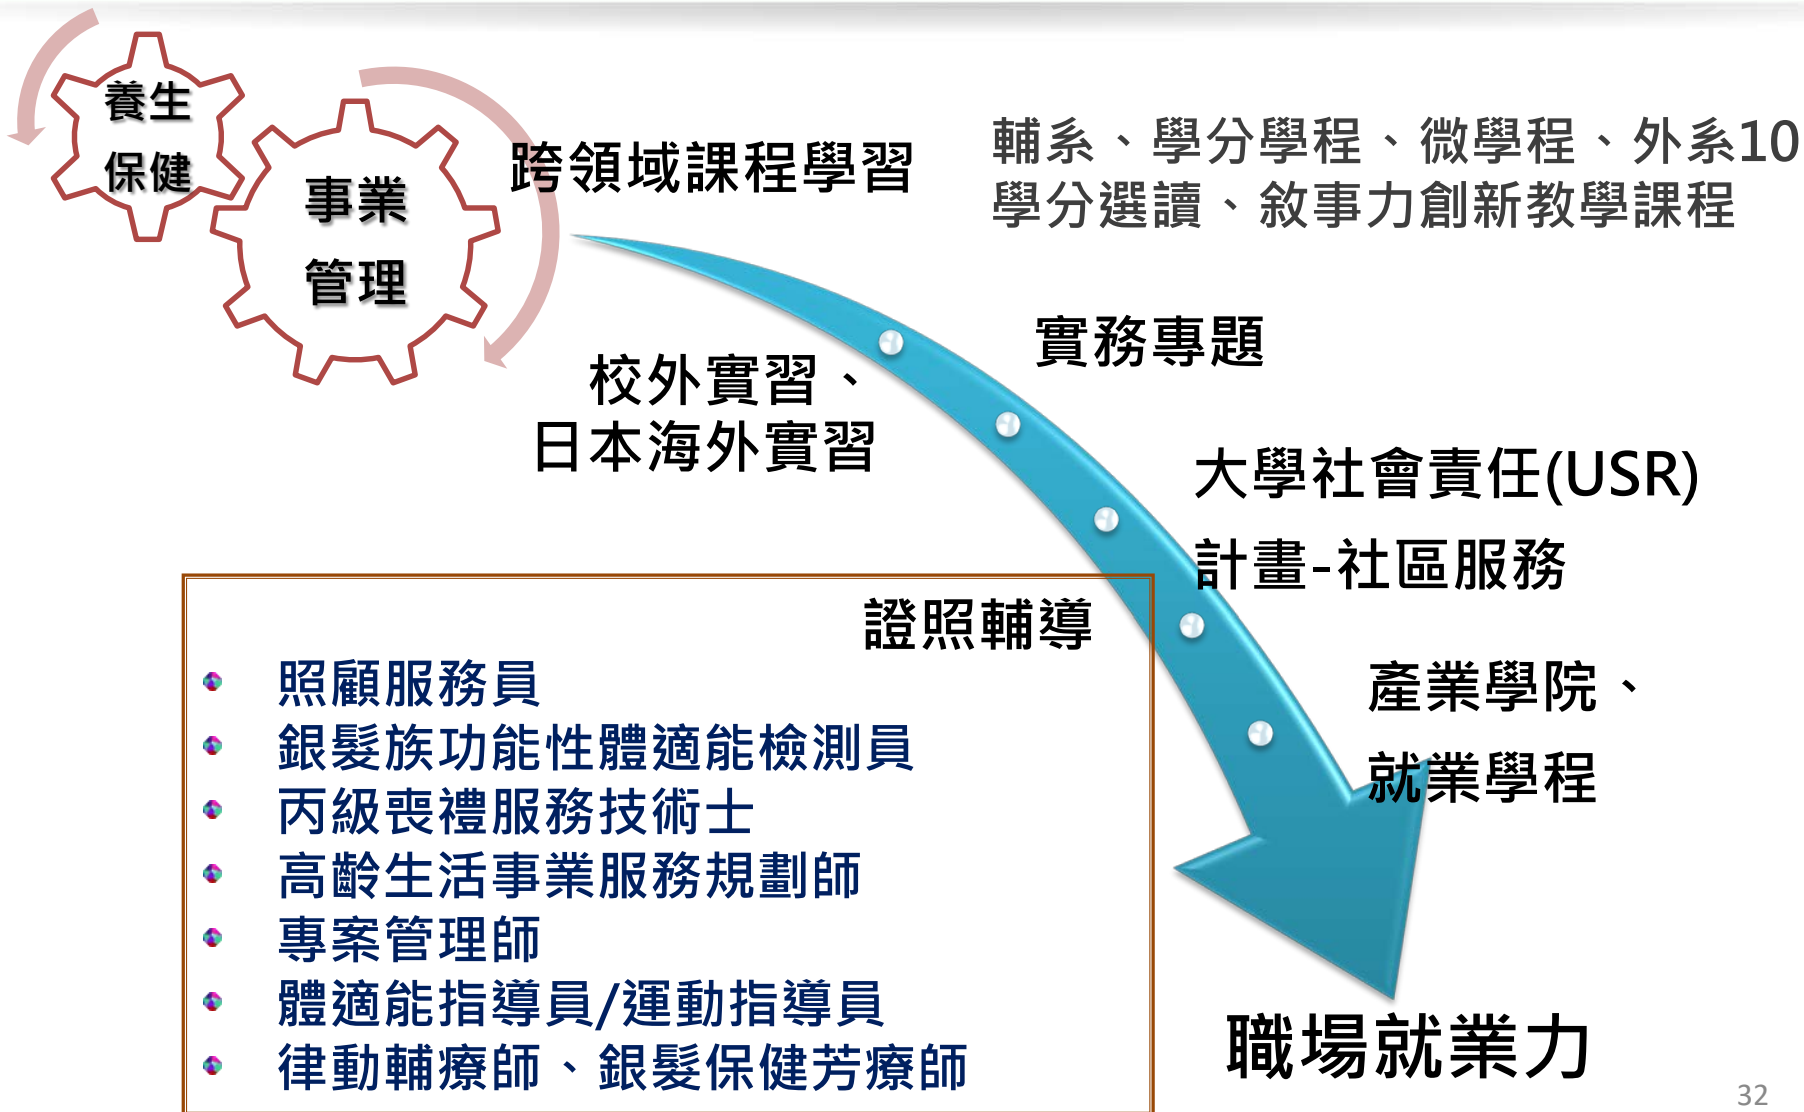 養生
保健
事業
管理
跨領域課程學習
輔系、學分學程、微學程、外系10
學分選讀、敘事力創新教學課程
實務專題
校外實習、
日本海外實習
大學社會責任(USR)
計畫-社區服務
證照輔導
照顧服務員
銀髮族功能性體適能檢測員
丙級喪禮服務技術士
高齡生活事業服務規劃師
專案管理師
體適能指導員/運動指導員
律動輔療師、銀髮保健芳療師
產業學院、
就業學程
職場就業力
32